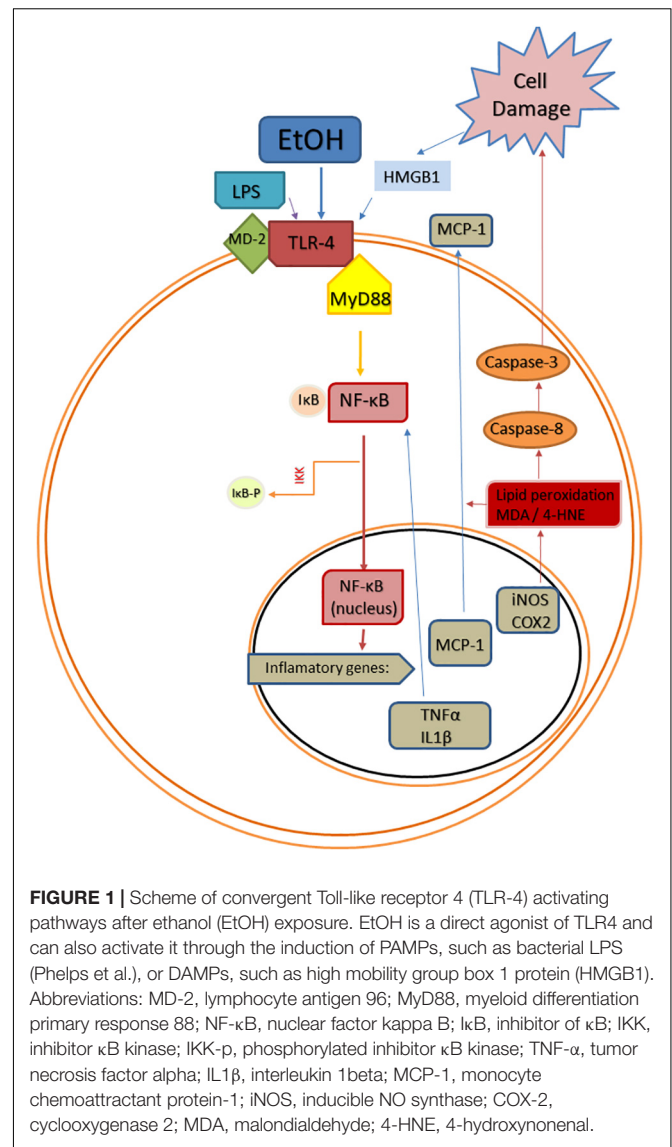 Cell
Damage
EtOH
HMGB1
LPS
MCP-1
MD-2
TLR-4
MyD88
Caspase-3
IκB
NF-κB
Caspase-8
IKK
IκB-P
Lipid peroxidation
MDA / 4-HNE
NF-κB
(nucleus)
iNOS
COX2
MCP-1
Inflamatory genes:
TNFα
IL1β
FIGURE 1 | Scheme of convergent Toll-like receptor 4 (TLR-4) activating
pathways after ethanol (EtOH) exposure. EtOH is a direct agonist of TLR4 and
can also activate it through the induction of PAMPs, such as bacterial LPS
(Phelps et al.), or DAMPs, such as high mobility group box 1 protein (HMGB1).
Abbreviations: MD-2, lymphocyte antigen 96; MyD88, myeloid differentiation
primary response 88; NF-κB, nuclear factor kappa B; IκB, inhibitor of κB; IKK,
inhibitor κB kinase; IKK-p, phosphorylated inhibitor κB kinase; TNF-α, tumor
necrosis factor alpha; IL1β, interleukin 1beta; MCP-1, monocyte
chemoattractant protein-1; iNOS, inducible NO synthase; COX-2,
cyclooxygenase 2; MDA, malondialdehyde; 4-HNE, 4-hydroxynonenal.